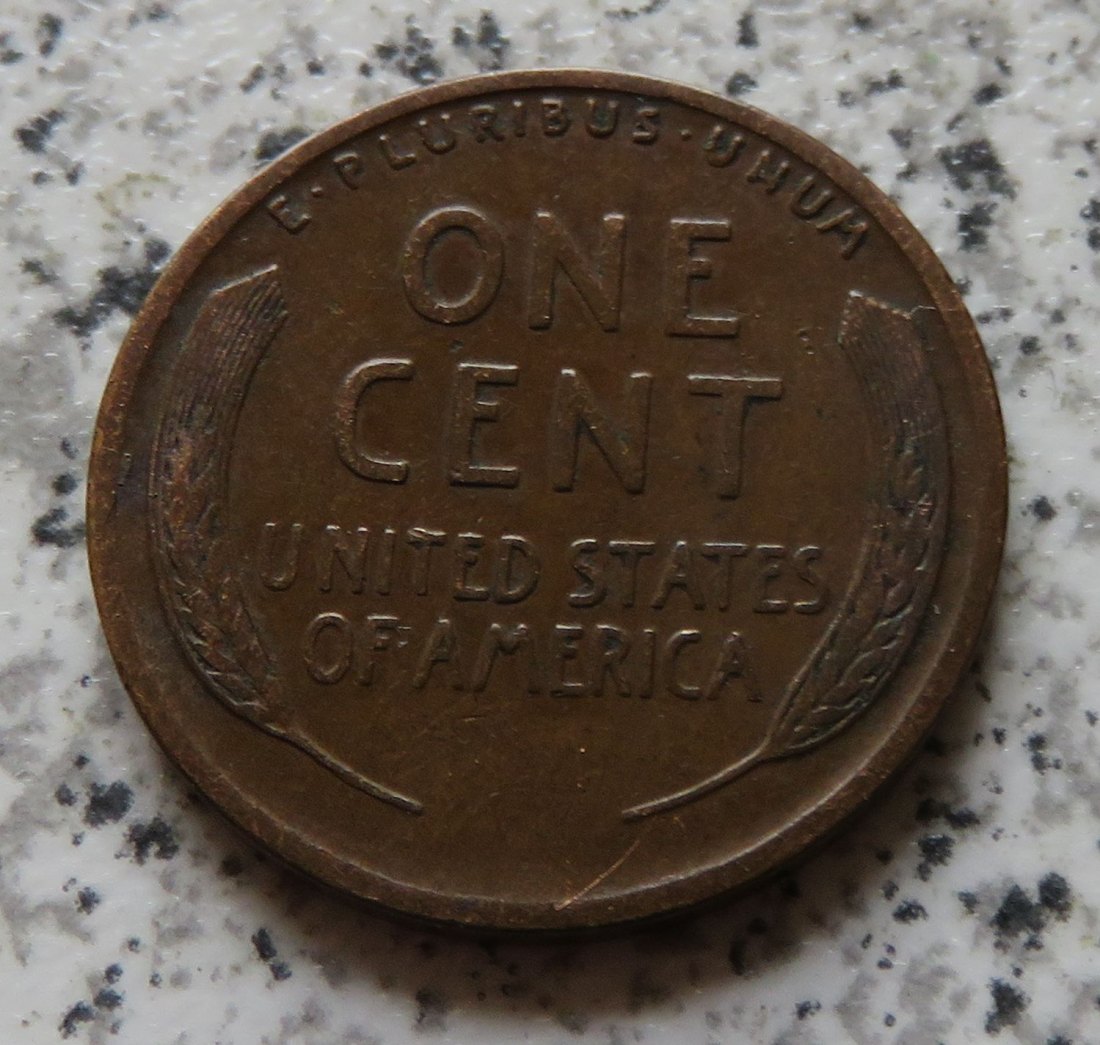 E·PLURIBUS·UNUM
ONE
CENT
UNITED STATES
OF AMERICA